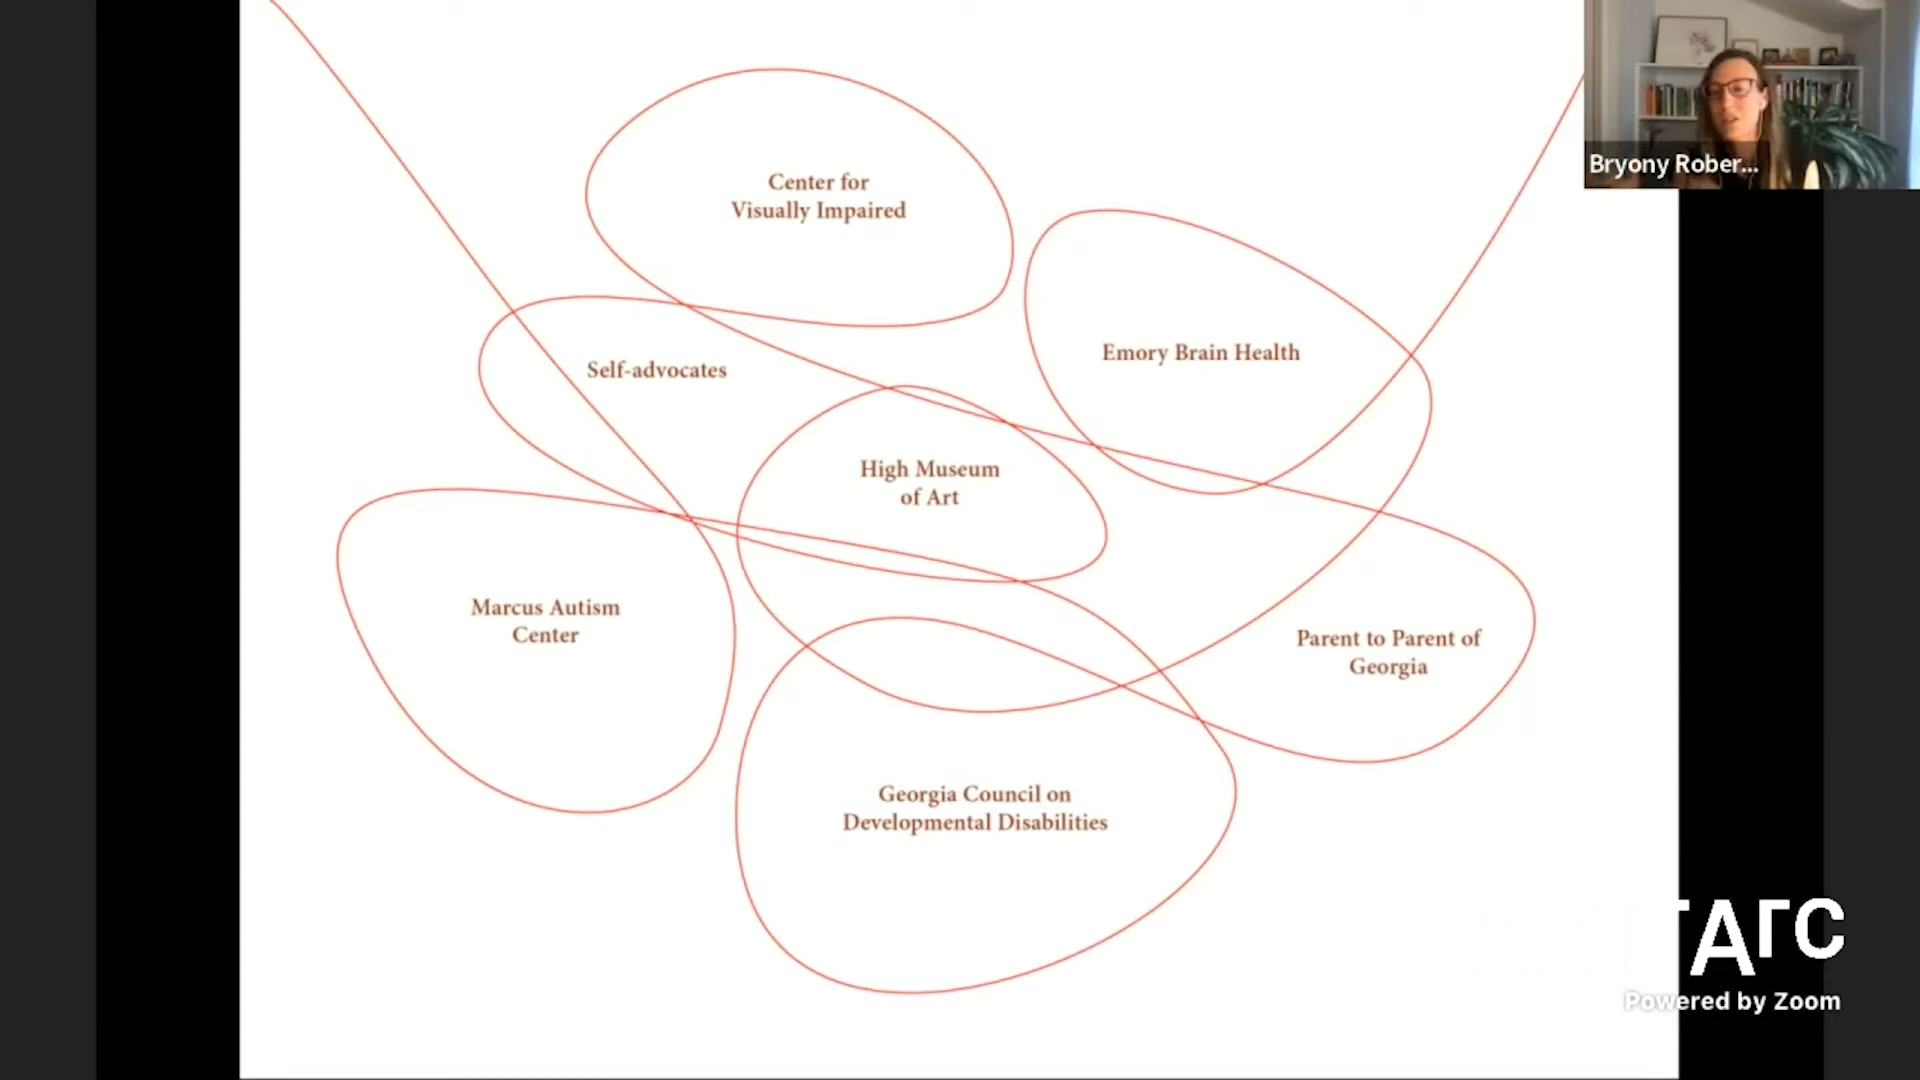 Bryony Rober...
Center for
Visually Impaired
Emory Brain Health
Self-advocates
High Museum
of Art
Marcus Autism
Center
Parent to Parent of
Georgia
Georgia Council on
Developmental Disabilities
Powered by Zoom